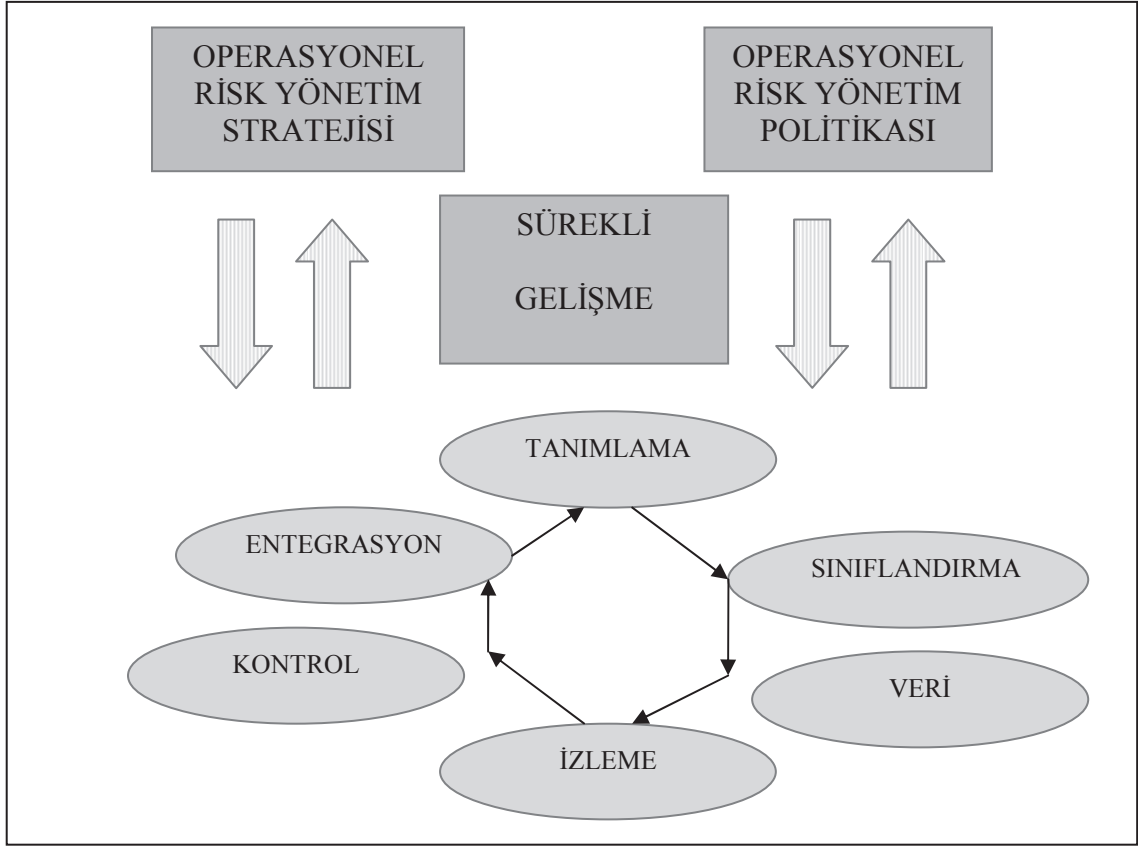 OPERASYONEL
RİSK YÖNETİM
STRATEJİSİ
OPERASYONEL
RİSK YÖNETİM
POLİTİKASI
SÜREKLİ
GELİŞME
TANIMLAMA
ENTEGRASYON
SINIFLANDIRMA
KONTROL
VERİ
İZLEME